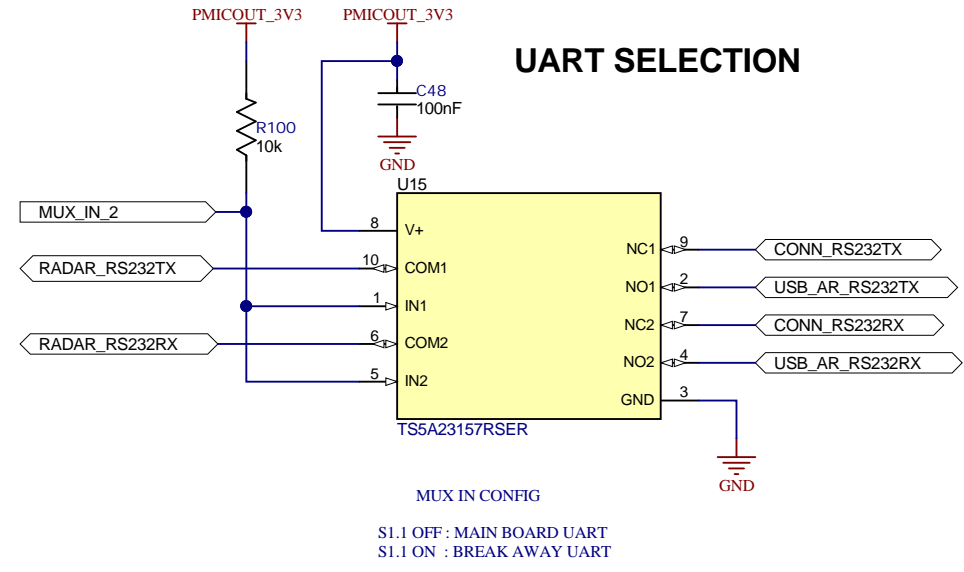 PMICOUT_3V3
PMICOUT_3V3
UART SELECTION
C48
100nF
R100
10k
GND
U15
MUX_IN_2
8
V+
NC1
9
CONN_RS232TX
RADAR_RS232TX
10
COM1
NO1
2
USB_AR_RS232TX
1
IN1
NC2
7
CONN_RS232RX
RADAR_RS232RX
6
COM2
NO2
4
USB_AR_RS232RX
5
IN2
GND
3
TS5A23157RSER
GND
MUX IN CONFIG
S1.1 OFF : MAIN BOARD UART
S1.1 ON : BREAK AWAY UART